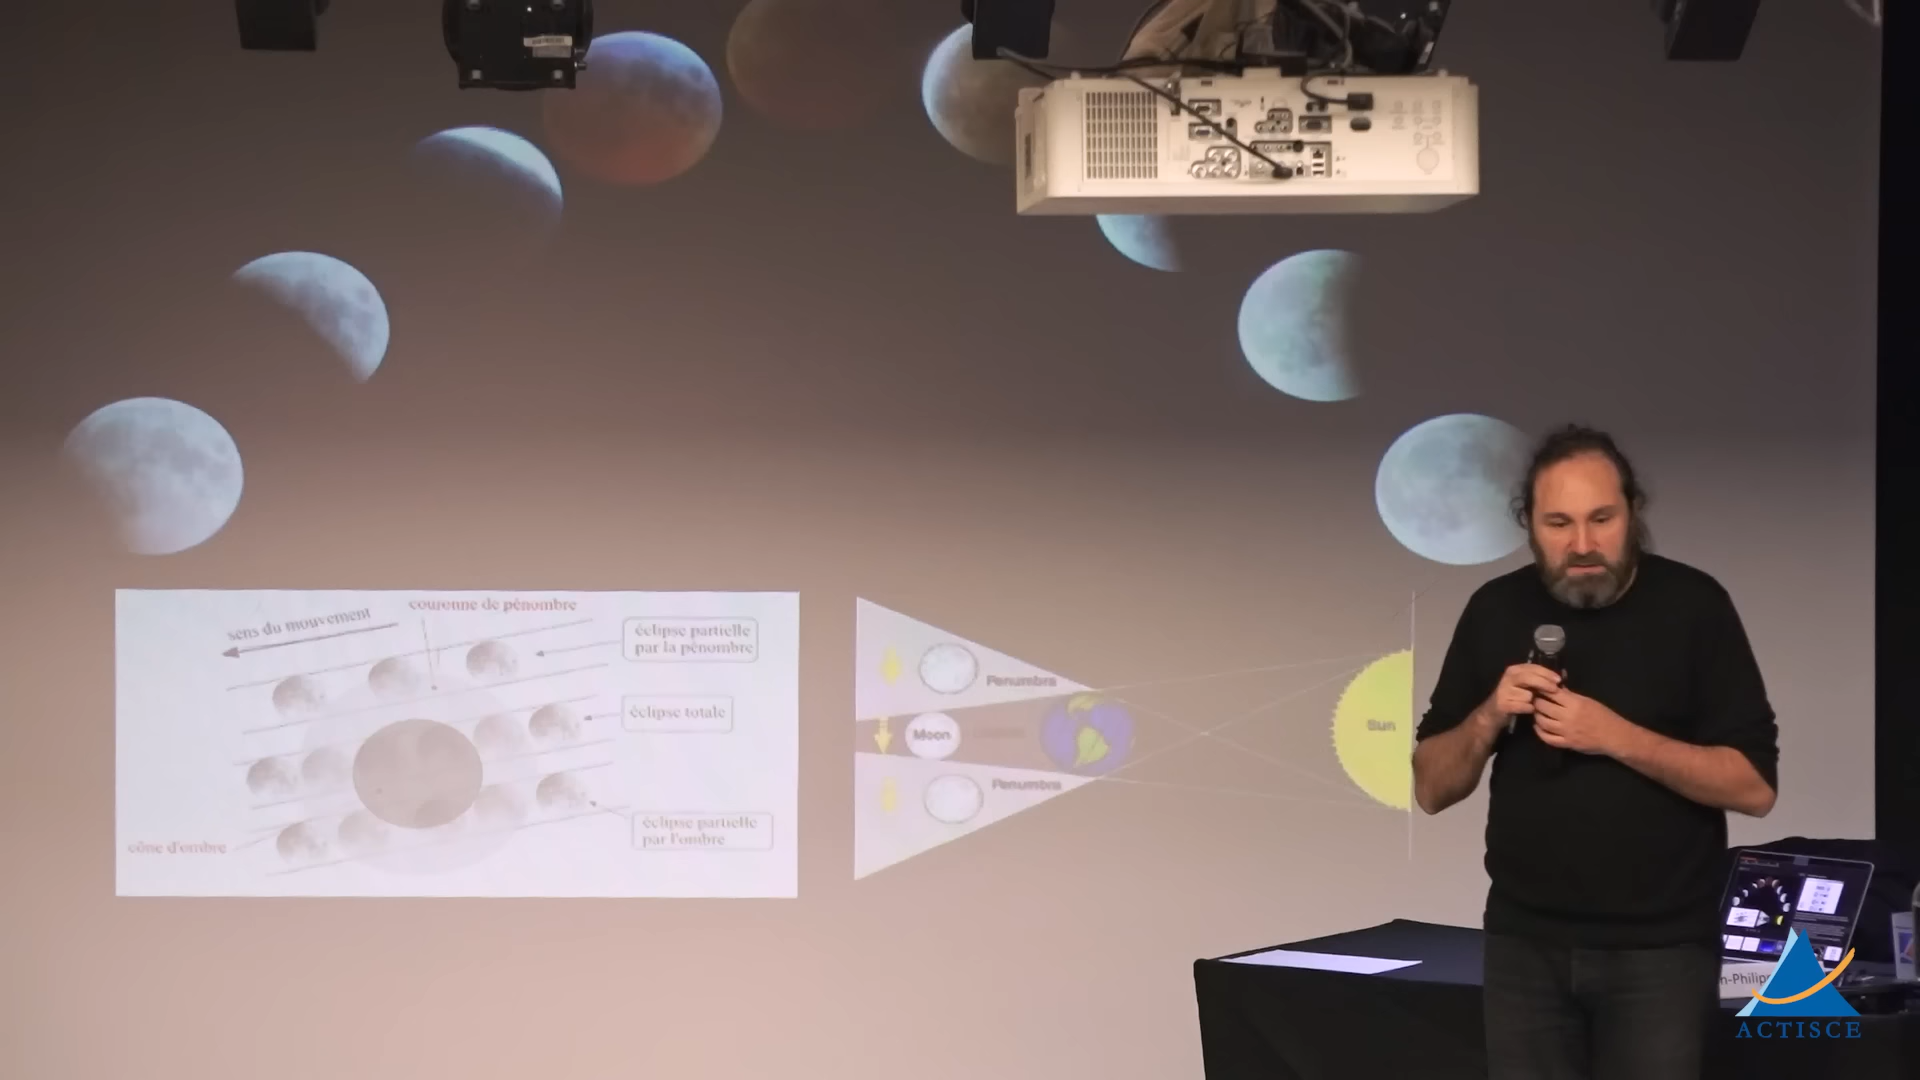 couronne de pénombre
sens du mouvement
éclipse partielle
par la pénombre
éclipse totale
éclipse partielle
par l'ombre
cône d'ombre
Penumbra
Moon
Penumbra
Sun
n-Philip
ACTISCE